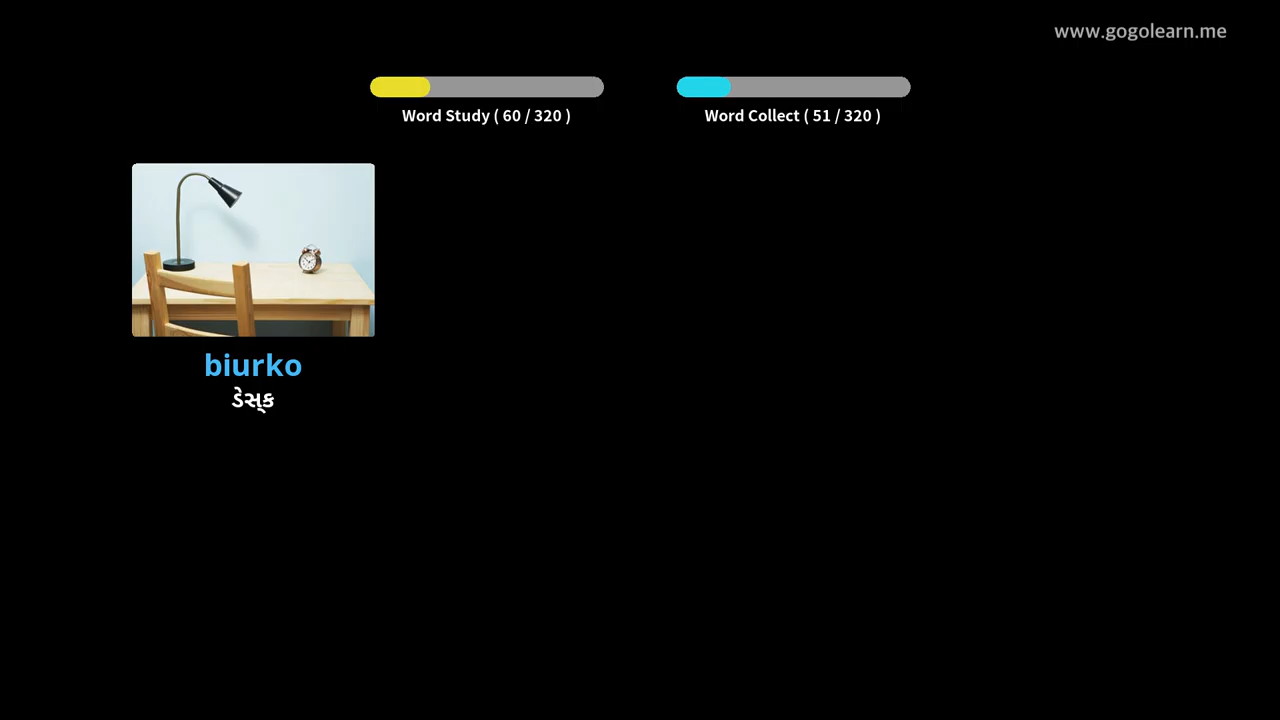 www.gogolearn.me
Word Study ( 60 / 320 )
Word Collect ( 51 / 320 )
biurko
ડેસ્ક